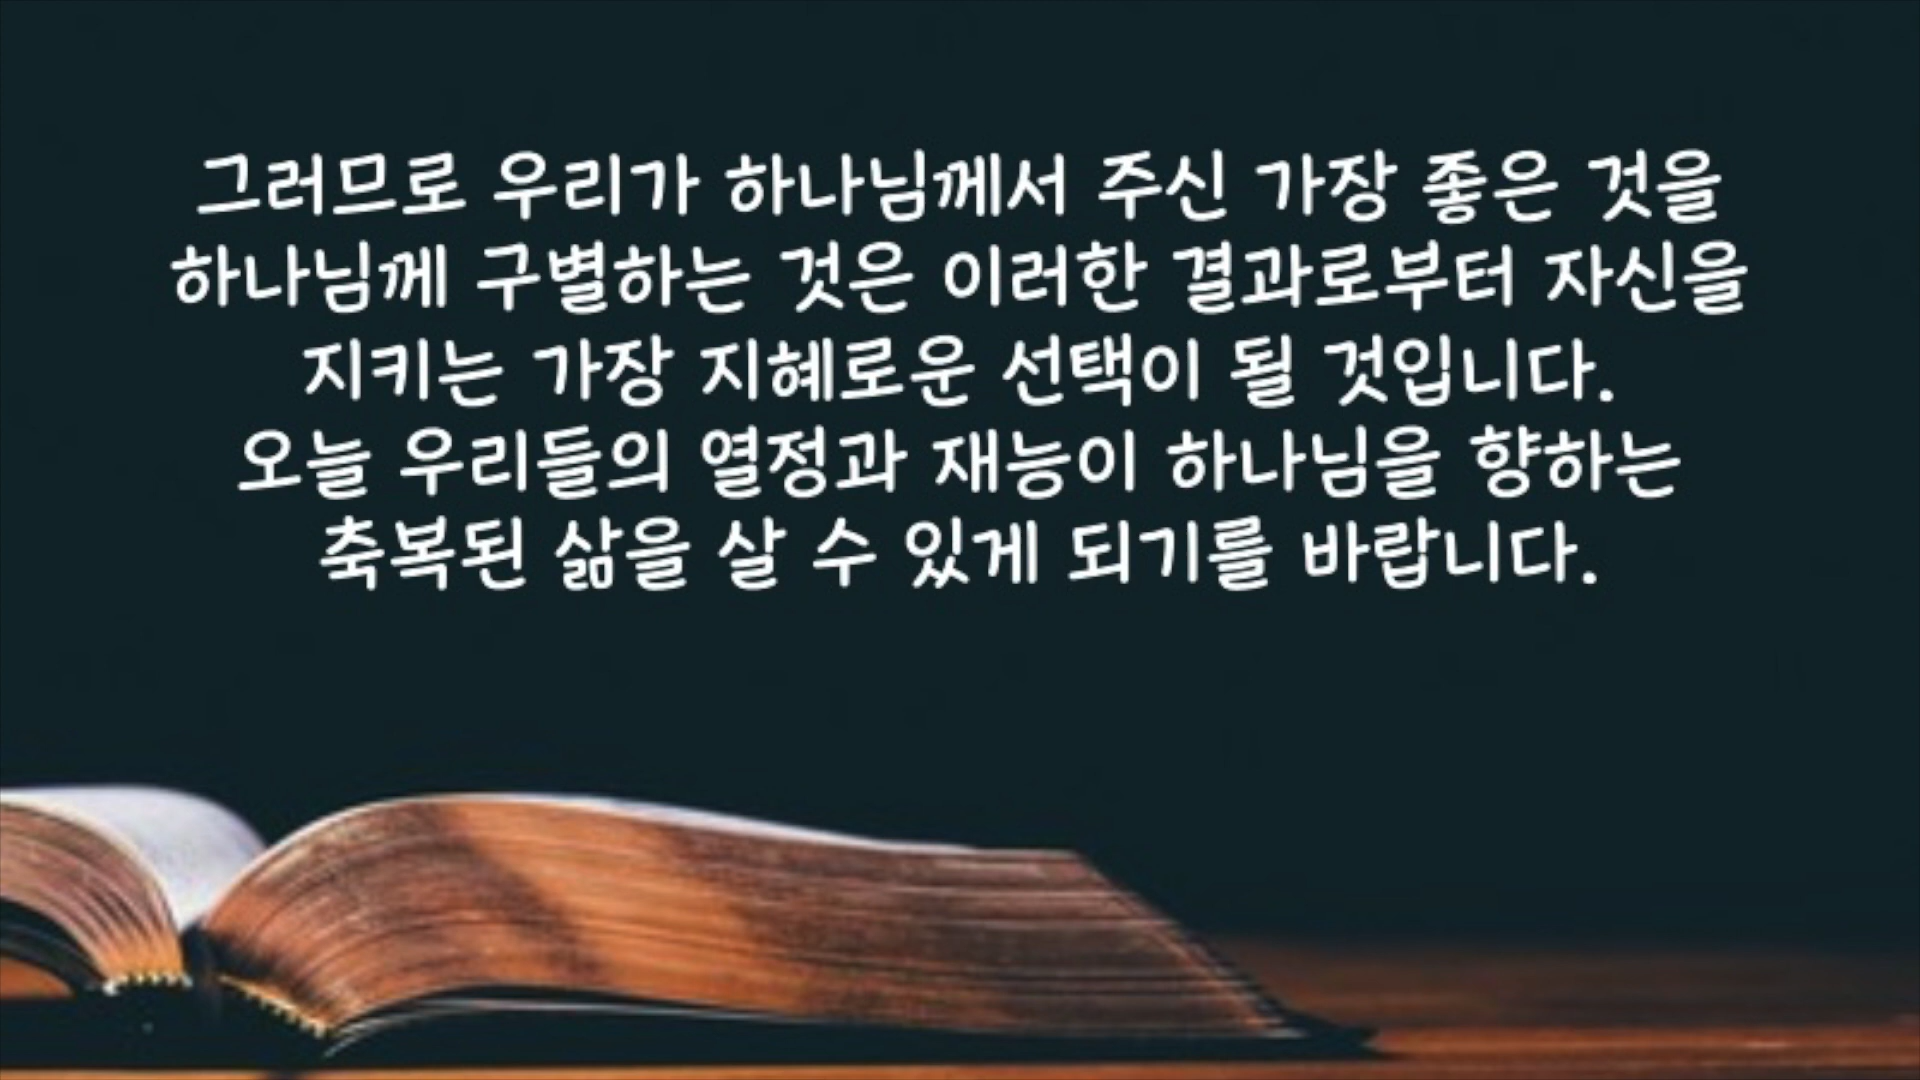 그러므로 우리가 하나님께서 주신 가장 좋은 것을
하나님께 구별하는 것은 이러한 결과로부터 자신을
지키는 가장 지혜로운 선택이 될 것입니다.
오늘 우리들의 열정과 재능이 하나님을 향하는
축복된 삶을 살 수 있게 되기를 바랍니다.